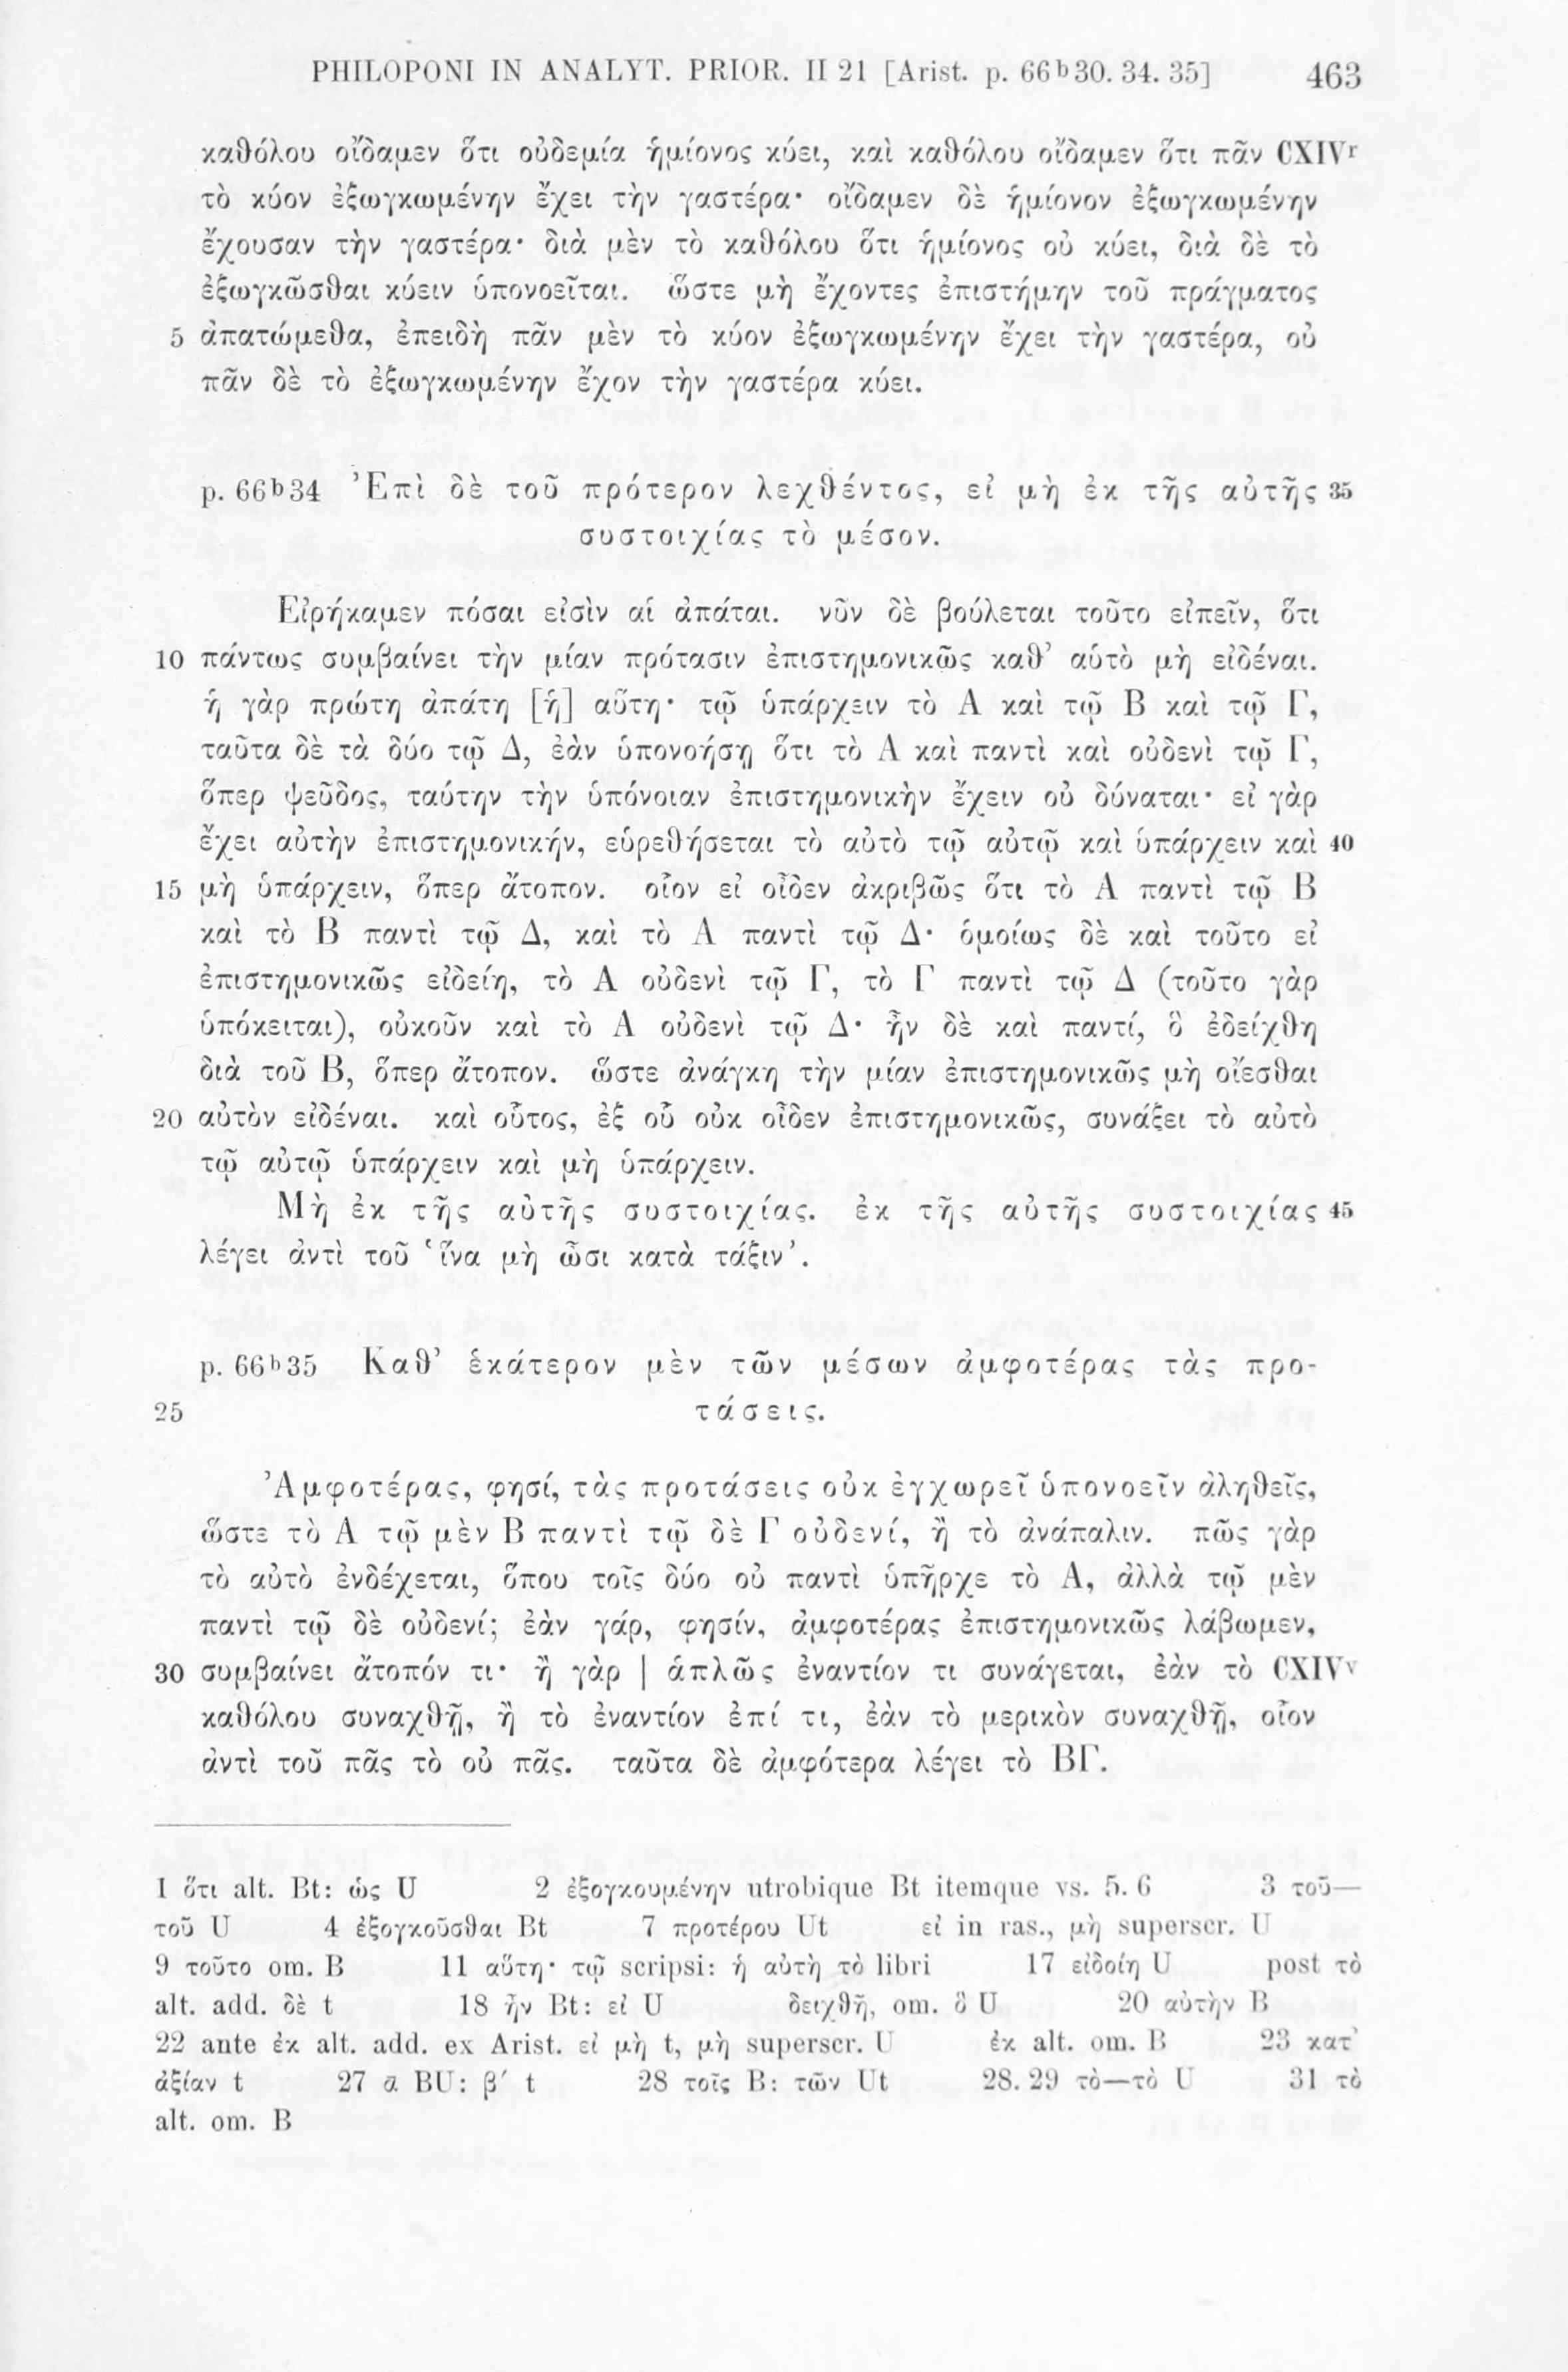 PHILOPONI IN ANALYT. PRIOR. II 21 [Arist. p. 66ᵇ30. 34. 35] 463
καθόλου οἴδαμεν ὅτι οὐδεμία ἡμίονος κύει, καὶ καθόλου οἴδαμεν ὅτι πᾶν CXIVʳ
τὸ κύον ἐξωγκωμένην ἔχει τὴν γαστέρα· οἴδαμεν δὲ ἡμίονον ἐξωγκωμένην
ἔχουσαν τὴν γαστέρα· διὰ μὲν τὸ καθόλου ὅτι ἡμίονος οὐ κύει, διὰ δὲ τὸ
ἐξωγκῶσθαι κύειν ὑπονοεῖται. ὥστε μὴ ἔχοντες ἐπιστήμην τοῦ πράγματος
5 ἀπατώμεθα, ἐπειδὴ πᾶν μὲν τὸ κύον ἐξωγκωμένην ἔχει τὴν γαστέρα, οὐ
πᾶν δὲ τὸ ἐξωγκωμένην ἔχον τὴν γαστέρα κύει.
p. 66ᵇ34 Ἐπὶ δὲ τοῦ πρότερον λεχθέντος, εἰ μὴ ἐκ τῆς αὐτῆς 35
συστοιχίας τὸ μέσον.
Εἰρήκαμεν πόσαι εἰσὶν αἱ ἀπάται. νῦν δὲ βούλεται τοῦτο εἰπεῖν, ὅτι
10 πάντως συμβαίνει τὴν μίαν πρότασιν ἐπιστημονικῶς καθ’ αὑτὸ μὴ εἰδέναι.
ἡ γὰρ πρώτη ἀπάτη [ἡ] αὕτη· τῷ ὑπάρχειν τὸ Α καὶ τῷ Β καὶ τῷ Γ,
ταῦτα δὲ τὰ δύο τῷ Δ, ἐὰν ὑπονοήσῃ ὅτι τὸ Α καὶ παντὶ καὶ οὐδενὶ τῷ Γ,
ὅπερ ψεῦδος, ταύτην τὴν ὑπόνοιαν ἐπιστημονικὴν ἔχειν οὐ δύναται· εἰ γὰρ
ἔχει αὐτὴν ἐπιστημονικήν, εὑρεθήσεται τὸ αὐτὸ τῷ αὐτῷ καὶ ὑπάρχειν καὶ 40
15 μὴ ὑπάρχειν, ὅπερ ἄτοπον. οἷον εἰ οἶδεν ἀκριβῶς ὅτι τὸ Α παντὶ τῷ Β
καὶ τὸ Β παντὶ τῷ Δ, καὶ τὸ Α παντὶ τῷ Δ· ὁμοίως δὲ καὶ τοῦτο εἰ
ἐπιστημονικῶς εἰδείη, τὸ Α οὐδενὶ τῷ Γ, τὸ Γ παντὶ τῷ Δ (τοῦτο γὰρ
ὑπόκειται), οὐκοῦν καὶ τὸ Α οὐδενὶ τῷ Δ· ἦν δὲ καὶ παντί, ὃ ἐδείχθη
διὰ τοῦ Β, ὅπερ ἄτοπον. ὥστε ἀνάγκη τὴν μίαν ἐπιστημονικῶς μὴ οἴεσθαι
20 αὐτὸν εἰδέναι. καὶ οὗτος, ἐξ οὗ οὐκ οἶδεν ἐπιστημονικῶς, συνάξει τὸ αὐτὸ
τῷ αὐτῷ ὑπάρχειν καὶ μὴ ὑπάρχειν.
Μὴ ἐκ τῆς αὐτῆς συστοιχίας. ἐκ τῆς αὐτῆς συστοιχίας 45
λέγει ἀντὶ τοῦ ‘ἵνα μὴ ὦσι κατὰ τάξιν’.
p. 66ᵇ35 Καθ’ ἑκάτερον μὲν τῶν μέσων ἀμφοτέρας τὰς προ-
25 τάσεις.
Ἀμφοτέρας, φησί, τὰς προτάσεις οὐκ ἐγχωρεῖ ὑπονοεῖν ἀληθεῖς,
ὥστε τὸ Α τῷ μὲν Β παντὶ τῷ δὲ Γ οὐδενί, ἢ τὸ ἀνάπαλιν. πῶς γὰρ
τὸ αὐτὸ ἐνδέχεται, ὅπου τοῖς δύο οὐ παντὶ ὑπῆρχε τὸ Α, ἀλλὰ τῷ μὲν
παντὶ τῷ δὲ οὐδενί; ἐὰν γάρ, φησίν, ἀμφοτέρας ἐπιστημονικῶς λάβωμεν,
30 συμβαίνει ἄτοπόν τι· ἢ γὰρ | ἁπλῶς ἐναντίον τι συνάγεται, ἐὰν τὸ CXIVᵛ
καθόλου συναχθῇ, ἢ τὸ ἐναντίον ἐπί τι, ἐὰν τὸ μερικὸν συναχθῇ, οἷον
ἀντὶ τοῦ πᾶς τὸ οὐ πᾶς. ταῦτα δὲ ἀμφότερα λέγει τὸ ΒΓ.
1 ὅτι alt. Bt: ὡς U 2 ἐξογκουμένην utrobique Bt itemque vs. 5. 6 3 τοῦ—
τοῦ U 4 ἐξογκοῦσθαι Bt 7 προτέρου Ut εἰ in ras., μὴ superscr. U
9 τοῦτο om. B 11 αὕτη· τῷ scripsi: ἡ αὐτὴ τὸ libri 17 εἰδοίη U post τὸ
alt. add. δὲ t 18 ἦν Bt: εἰ U δειχθῆ, om. ὃ U 20 αὐτὴν B
22 ante ἐκ alt. add. ex Arist. εἰ μὴ t, μὴ superscr. U ἐκ alt. om. B 23 κατ’
ἀξίαν t 27 α BU: β′ t 28 τοῖς B: τῶν Ut 28. 29 τὸ—τὸ U 31 τὸ
alt. om. B